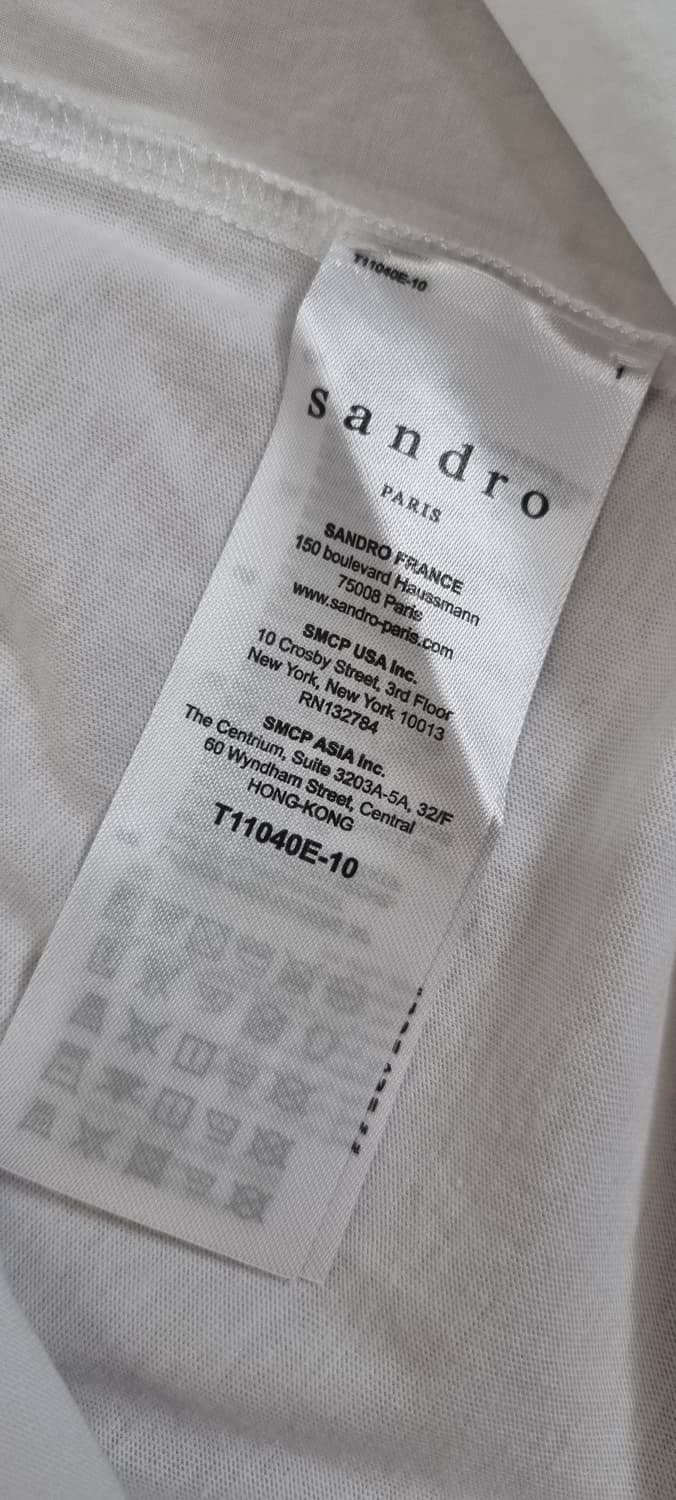 T11040E-10
1
sandro
PARIS
SANDRO FRANCE
150 boulevard Haussmann
75008 Paris
www.sandro-paris.com
SMCP USA Inc.
10 Crosby Street, 3rd Floor
New York, New York 10013
RN132784
SMCP ASIA Inc.
The Centrium, Suite 3203A-5A, 32/F
60 Wyndham Street, Central
HONG-KONG
T11040E-10